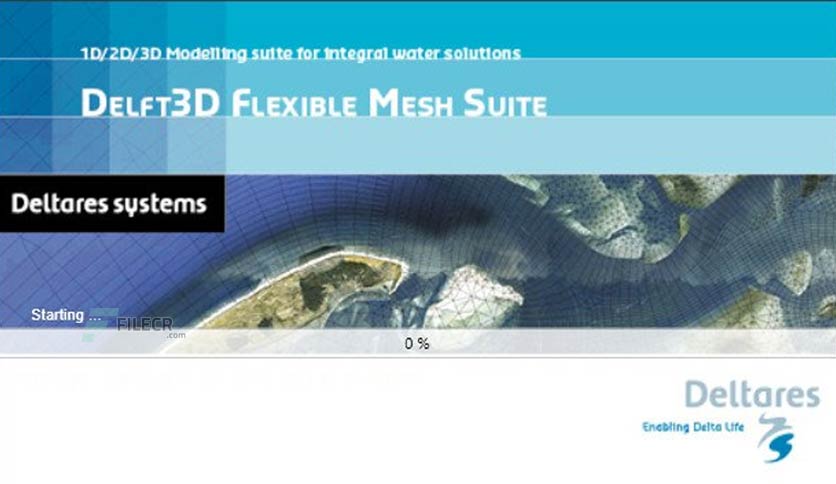 1D/2D/3D Modelling suite for integral water solutions
DELFT3D FLEXIBLE MESH SUITE
Deltares systems
Starting ...
FILECR
.com
0 %
Deltares
Enabling Delta Life